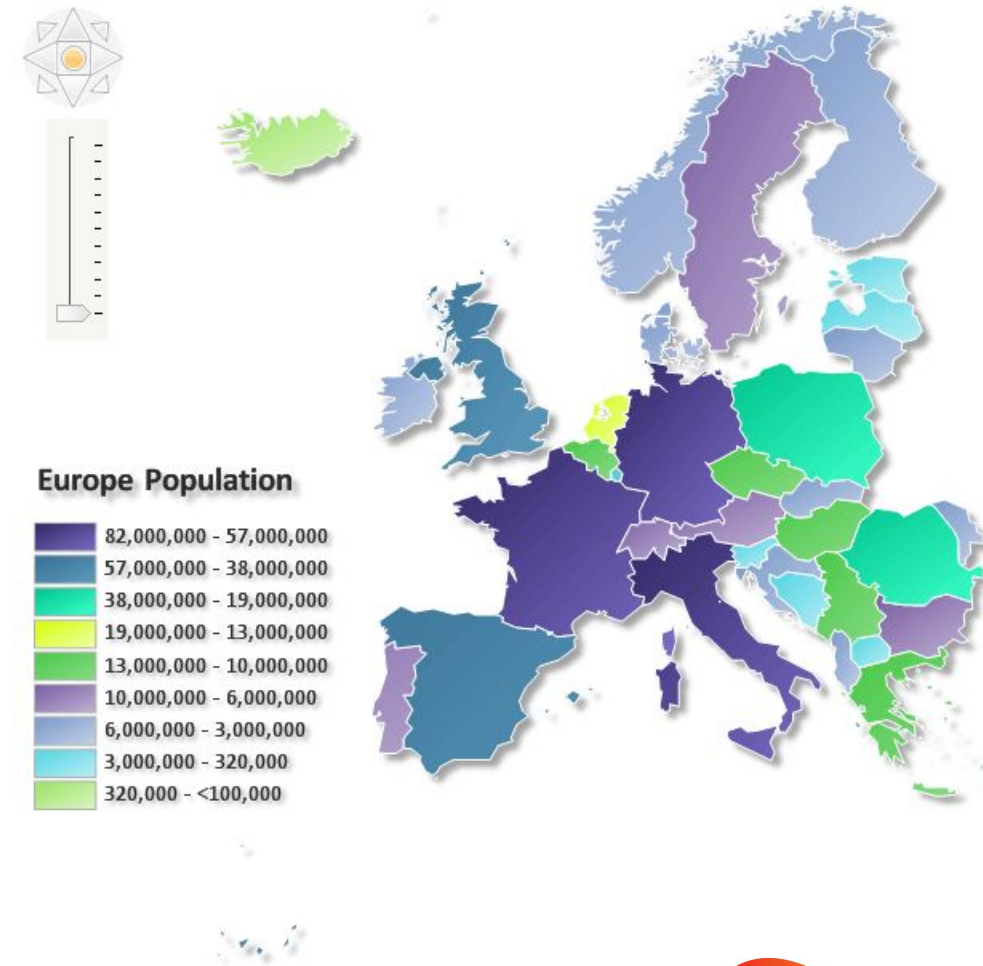 Europe Population
82,000,000 - 57,000,000
57,000,000 - 38,000,000
38,000,000 - 19,000,000
19,000,000 - 13,000,000
13,000,000 - 10,000,000
10,000,000 - 6,000,000
6,000,000 - 3,000,000
3,000,000 - 320,000
320,000 - <100,000